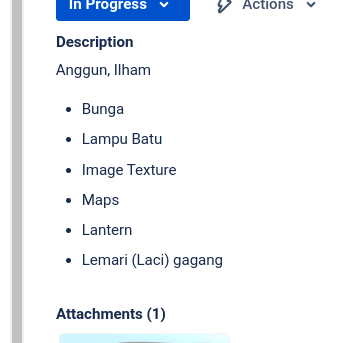 In Progress
Actions
Description
Anggun, Ilham
Bunga
Lampu Batu
Image Texture
Maps
Lantern
Lemari (Laci) gagang
Attachments (1)